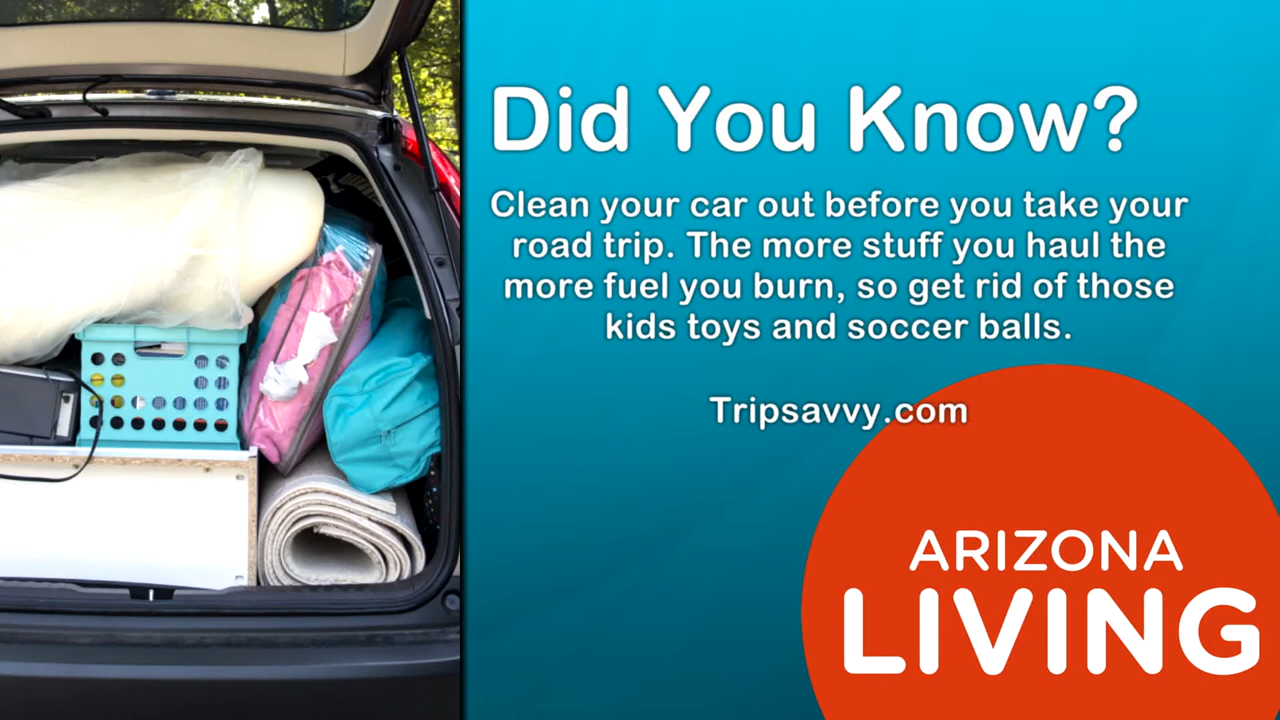 Did You Know?
Clean your car out before you take your
road trip. The more stuff you haul the
more fuel you burn, so get rid of those
kids toys and soccer balls.
Tripsavvy.com
ARIZONA
LIVING